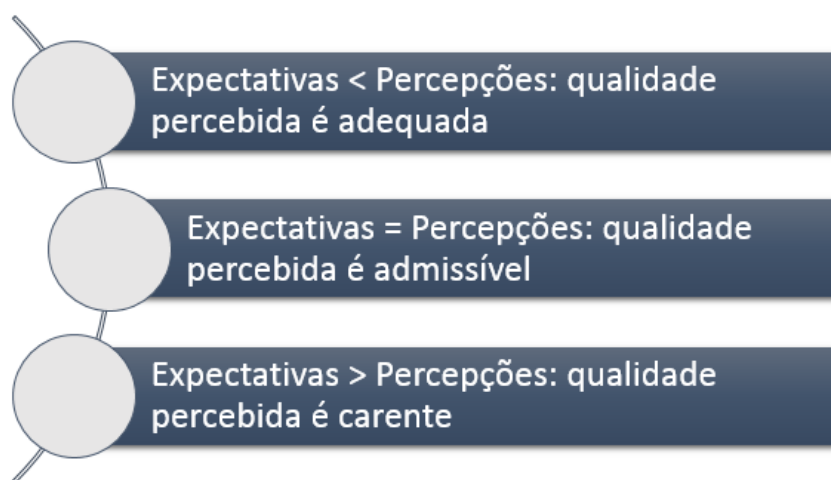 Expectativas < Percepções: qualidade
percebida é adequada
Expectativas = Percepções: qualidade
percebida é admissível
Expectativas > Percepções: qualidade
percebida é carente